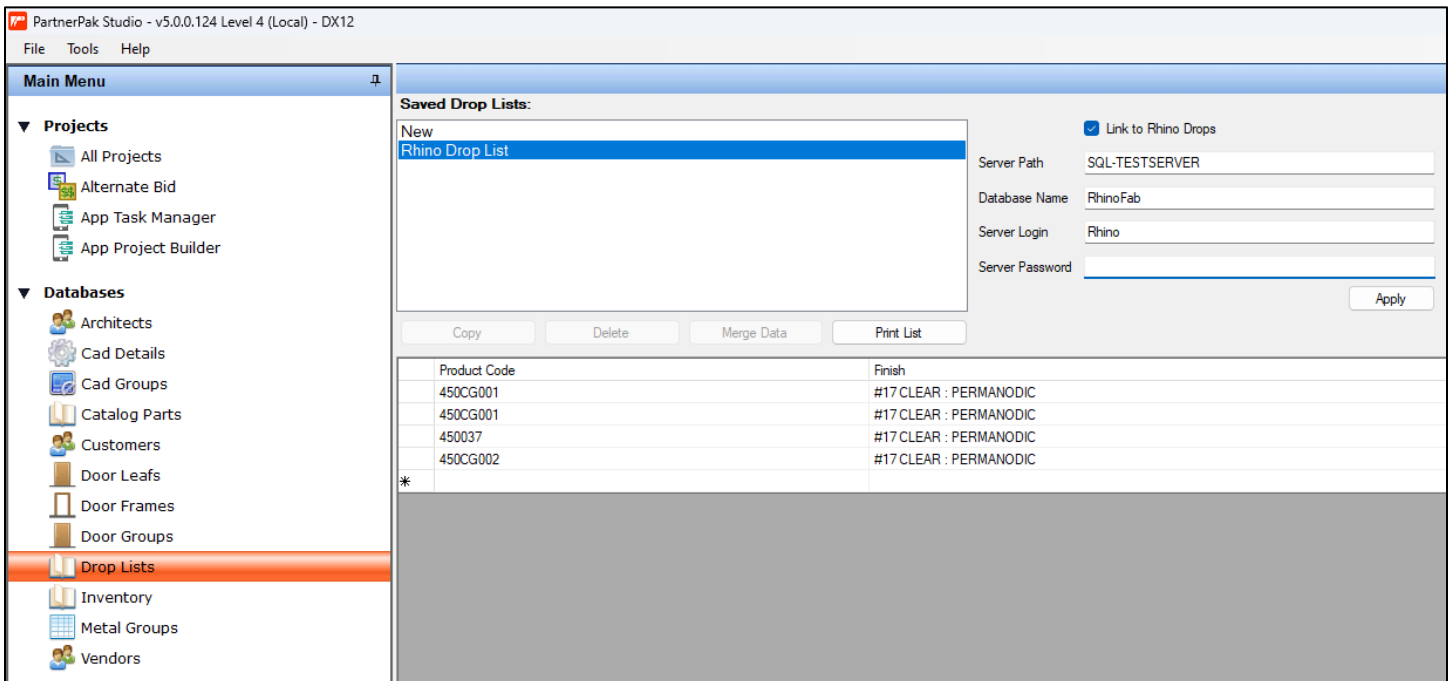 PartnerPak Studio - v5.0.0.124 Level 4 (Local) - DX12
File Tools Help
Main Menu
Projects
All Projects
Alternate Bid
App Task Manager
App Project Builder
Databases
Architects
Cad Details
Cad Groups
Catalog Parts
Customers
Door Leafs
Door Frames
Door Groups
Drop Lists
Inventory
Metal Groups
Vendors
Saved Drop Lists:
New
Rhino Drop List
Link to Rhino Drops
Server Path SQL-TESTSERVER
Database Name RhinoFab
Server Login Rhino
Server Password
Apply
Copy Delete Merge Data Print List
Product Code Finish
450CG001 #17 CLEAR : PERMANODIC
450CG001 #17 CLEAR : PERMANODIC
450037 #17 CLEAR : PERMANODIC
450CG002 #17 CLEAR : PERMANODIC